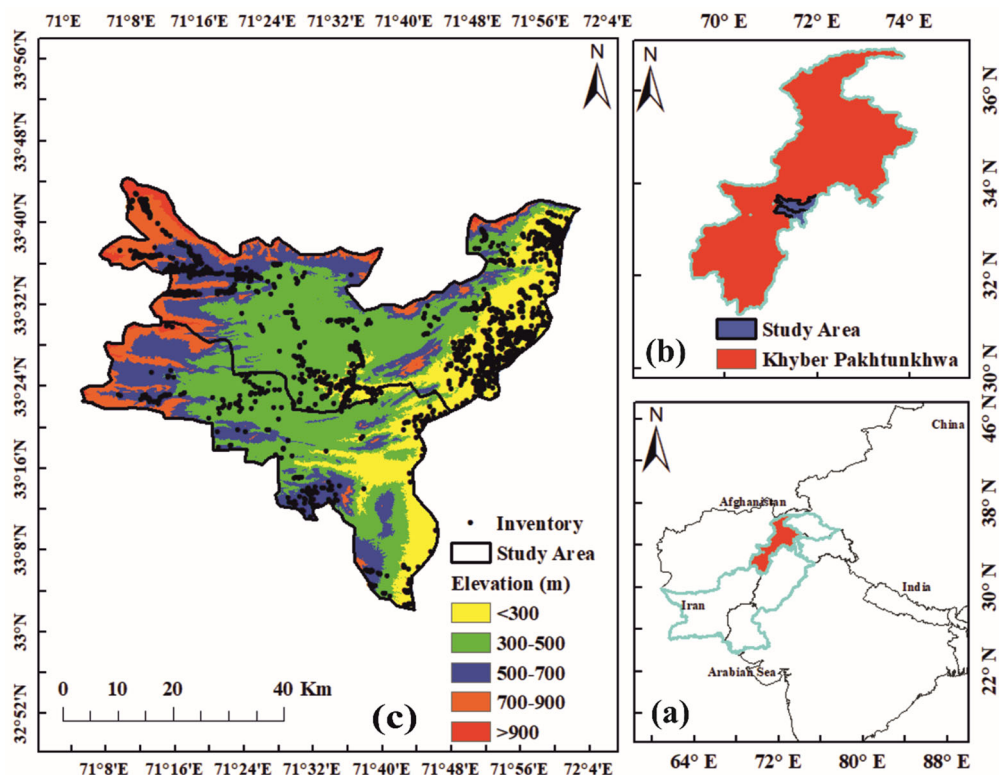 71°E 71°8'E 71°16'E 71°24'E 71°32'E 71°40'E 71°48'E 71°56'E 72°4'E
33°56'N
33°48'N
33°40'N
33°32'N
33°24'N
33°16'N
33°8'N
33°N
32°52'N
N
Inventory
Study Area
Elevation (m)
<300
300-500
500-700
700-900
>900
0 10 20 40 Km
(c)
71°8'E 71°16'E 71°24'E 71°32'E 71°40'E 71°48'E 71°56'E 72°4'E
70° E 72° E 74° E
N
36° N
34° N
32° N
30° N
Study Area
Khyber Pakhtunkhwa
(b)
N
China
Afghanistan
India
Iran
Arabian Sea
46° N
38° N
30° N
22° N
(a)
64° E 72° E 80° E 88° E